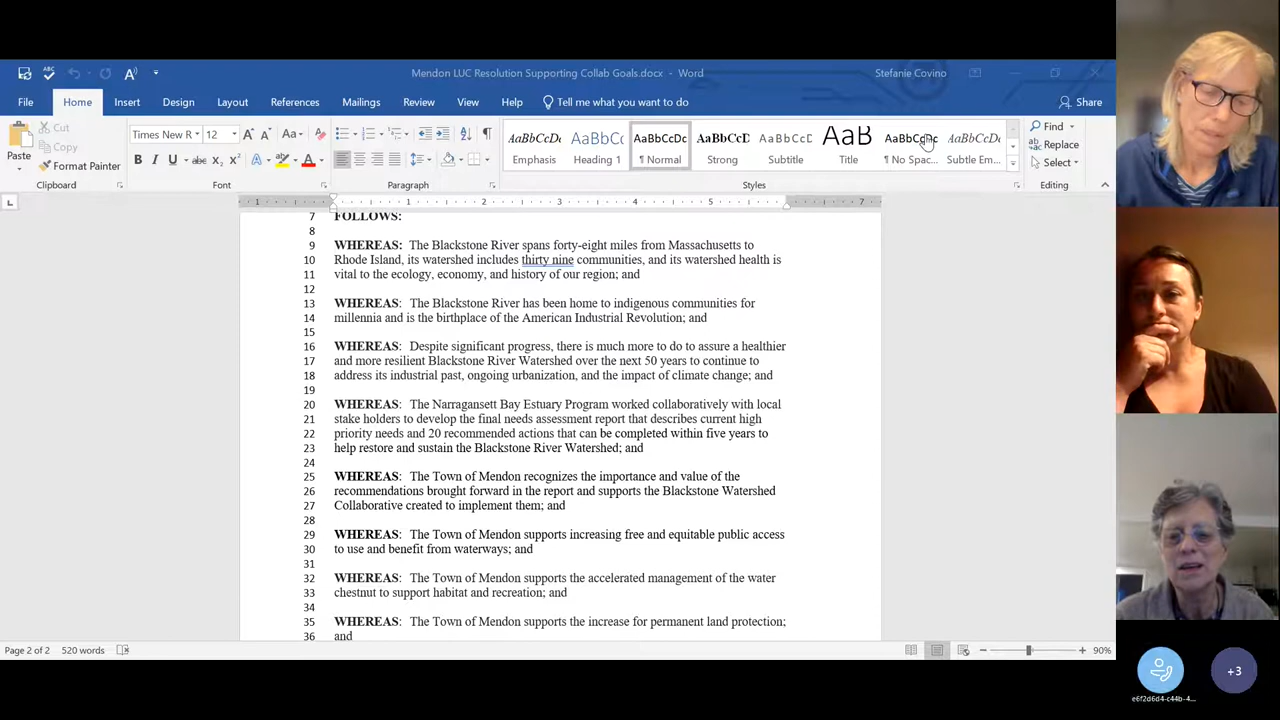 Mendon LUC Resolution Supporting Collab Goals.docx - Word
Stefanie Covino
File Home Insert Design Layout References Mailings Review View Help Tell me what you want to do Share
Paste
Cut
Copy
Format Painter
Clipboard
Times New R 12
Font
Paragraph
AaBbCcDc AaBbCc AaBbCcDc AaBbCcD AaBbCcD AaB AaBbCcDc AaBbCcDc
Emphasis Heading 1 ¶ Normal Strong Subtitle Title ¶ No Spac... Subtle Em...
Styles
Find
Replace
Select
Editing
1 1 2 3 4 5 7
7 FOLLOWS:
8
9 WHEREAS: The Blackstone River spans forty-eight miles from Massachusetts to
10 Rhode Island, its watershed includes thirty nine communities, and its watershed health is
11 vital to the ecology, economy, and history of our region; and
12
13 WHEREAS: The Blackstone River has been home to indigenous communities for
14 millennia and is the birthplace of the American Industrial Revolution; and
15
16 WHEREAS: Despite significant progress, there is much more to do to assure a healthier
17 and more resilient Blackstone River Watershed over the next 50 years to continue to
18 address its industrial past, ongoing urbanization, and the impact of climate change; and
19
20 WHEREAS: The Narragansett Bay Estuary Program worked collaboratively with local
21 stake holders to develop the final needs assessment report that describes current high
22 priority needs and 20 recommended actions that can be completed within five years to
23 help restore and sustain the Blackstone River Watershed; and
24
25 WHEREAS: The Town of Mendon recognizes the importance and value of the
26 recommendations brought forward in the report and supports the Blackstone Watershed
27 Collaborative created to implement them; and
28
29 WHEREAS: The Town of Mendon supports increasing free and equitable public access
30 to use and benefit from waterways; and
31
32 WHEREAS: The Town of Mendon supports the accelerated management of the water
33 chestnut to support habitat and recreation; and
34
35 WHEREAS: The Town of Mendon supports the increase for permanent land protection;
36 and
Page 2 of 2 520 words
90%
e6f2d6d4-c44b-4...
+3